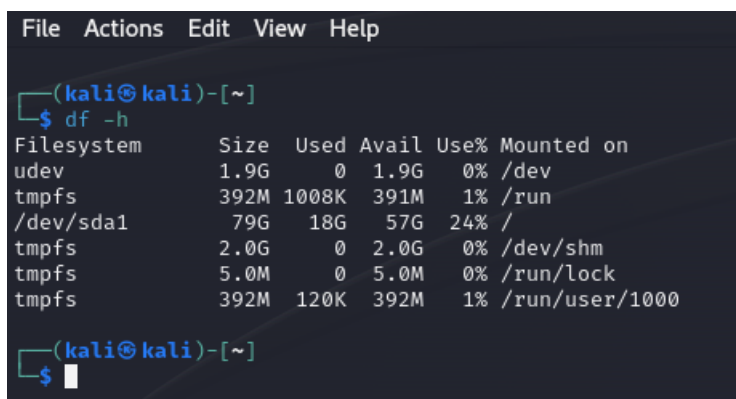 File Actions Edit View Help
┌──(kali㉿kali)-[~]
└─$ df -h
Filesystem      Size  Used Avail Use% Mounted on
udev            1.9G     0  1.9G   0% /dev
tmpfs           392M 1008K  391M   1% /run
/dev/sda1        79G   18G   57G  24% /
tmpfs           2.0G     0  2.0G   0% /dev/shm
tmpfs           5.0M     0  5.0M   0% /run/lock
tmpfs           392M  120K  392M   1% /run/user/1000
┌──(kali㉿kali)-[~]
└─$